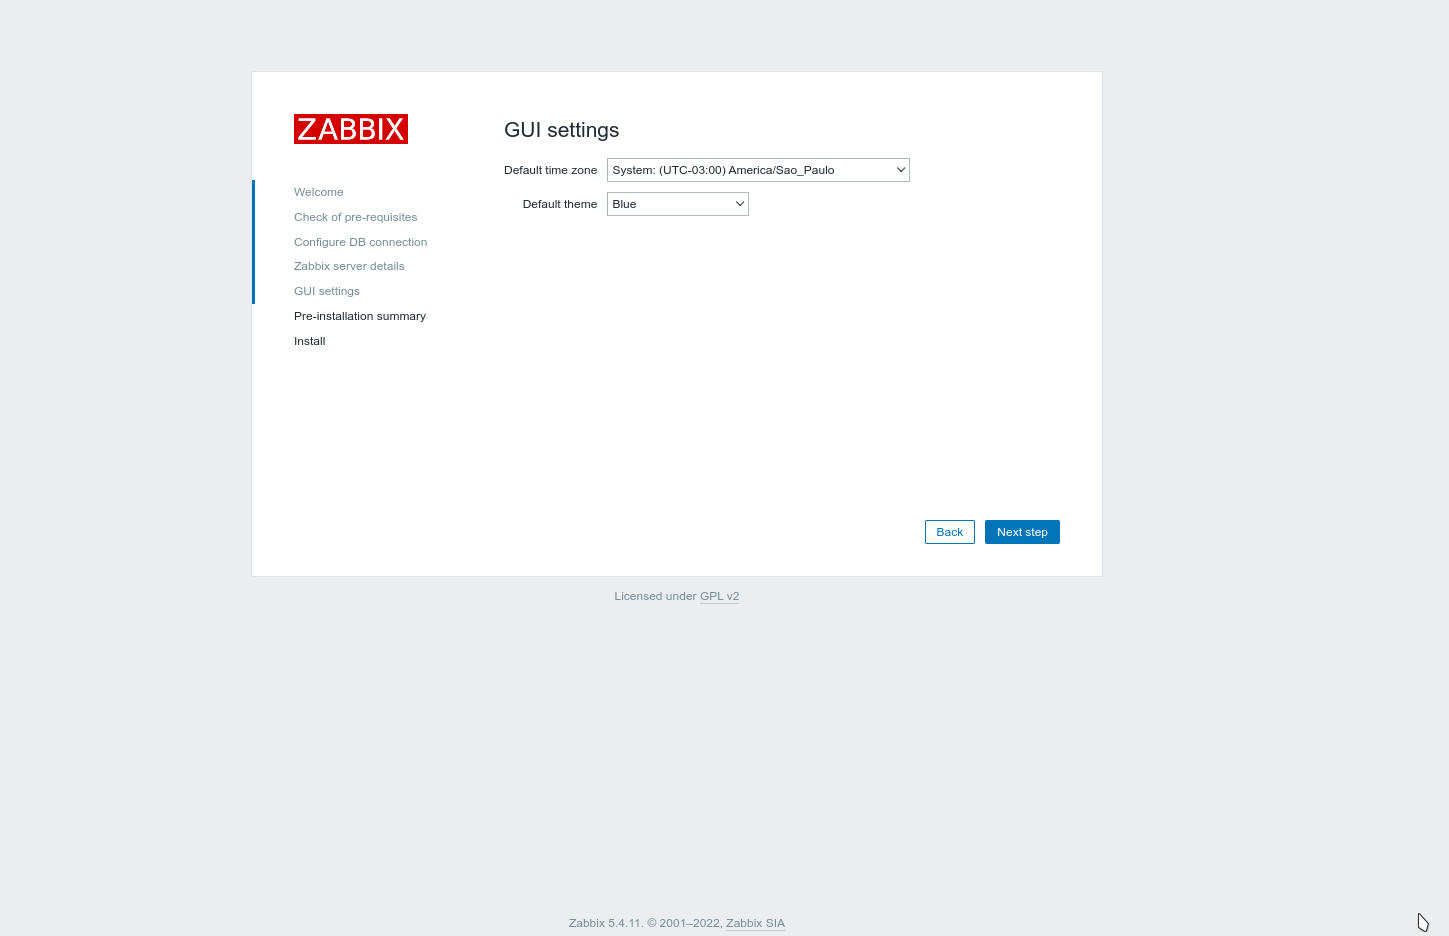 ZABBIX
Welcome
Check of pre-requisites
Configure DB connection
Zabbix server details
GUI settings
Pre-installation summary
Install
GUI settings
Default time zone System: (UTC-03:00) America/Sao_Paulo
Default theme Blue
Back Next step
Licensed under GPL v2
Zabbix 5.4.11. © 2001–2022, Zabbix SIA